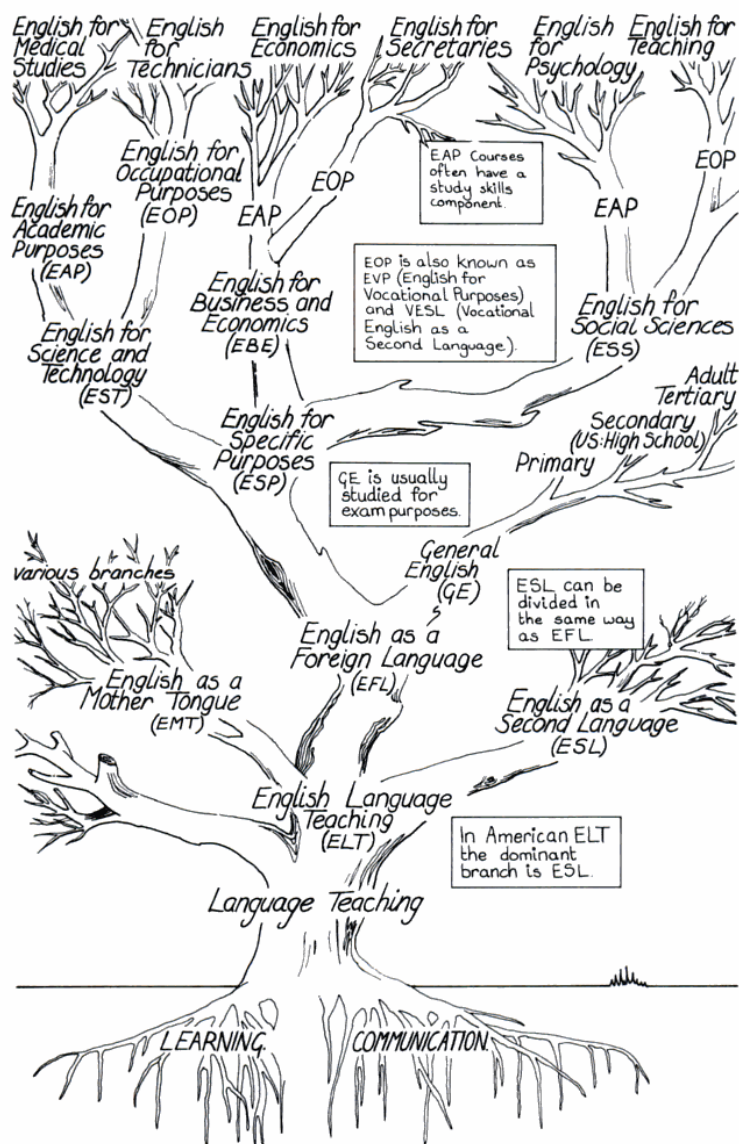 English for
Medical
Studies
English
for
Technicians
English for
Economics
English for
Secretaries
English
for
Psychology
English for
Teaching
English for
Occupational
Purposes
(EOP)
EOP
EAP Courses
often have a
study skills
component.
EOP
English for
Academic
Purposes
(EAP)
EAP
EAP
English for
Business and
Economics
(EBE)
EOP is also known as
EVP (English for
Vocational Purposes)
and VESL (Vocational
English as a
Second Language).
English for
Social Sciences
(ESS)
English for
Science and
Technology
(EST)
English for
Specific
Purposes
(ESP)
Adult
Tertiary
Secondary
(US:High School)
Primary
GE is usually
studied for
exam purposes.
General
English
(GE)
various branches
ESL can be
divided in
the same way
as EFL.
English as a
Foreign Language
(EFL)
English as a
Mother Tongue
(EMT)
English as a
Second Language
(ESL)
English Language
Teaching
(ELT)
In American ELT
the dominant
branch is ESL.
Language Teaching
LEARNING.
COMMUNICATION.